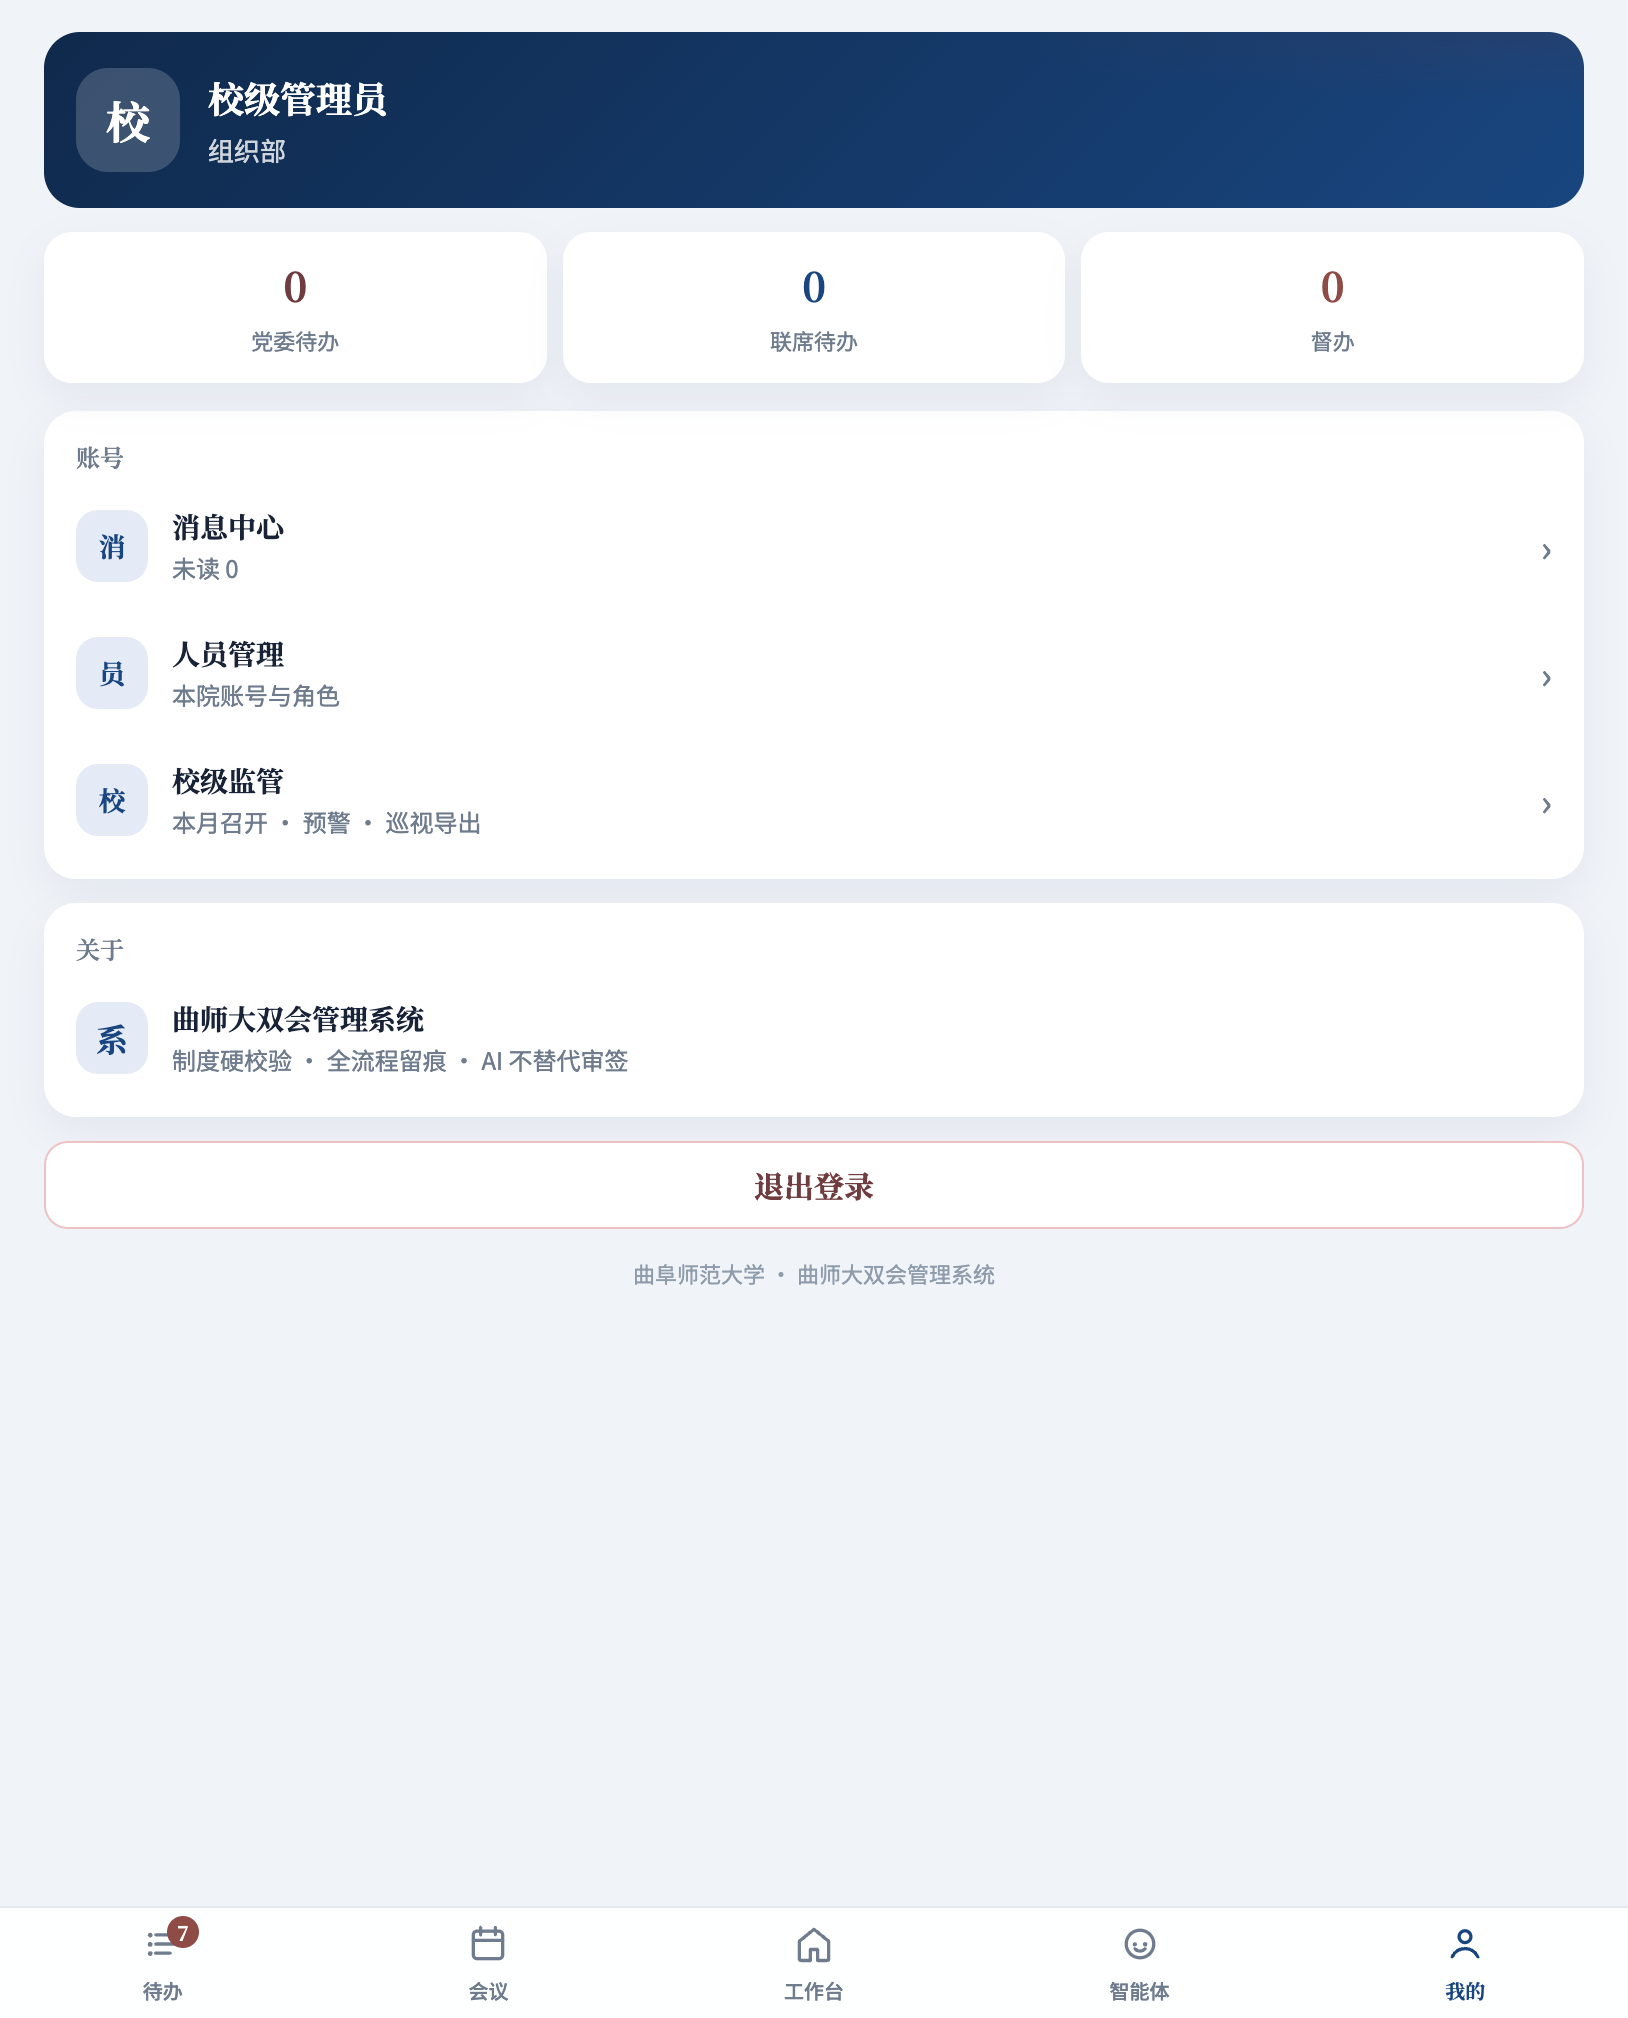 校
校级管理员
组织部
0
党委待办
0
联席待办
0
督办
账号
消
消息中心
未读 0
员
人员管理
本院账号与角色
校
校级监管
本月召开 · 预警 · 巡视导出
关于
系
曲师大双会管理系统
制度硬校验 · 全流程留痕 · AI 不替代审签
退出登录
曲阜师范大学 · 曲师大双会管理系统
7
待办
会议
工作台
智能体
我的